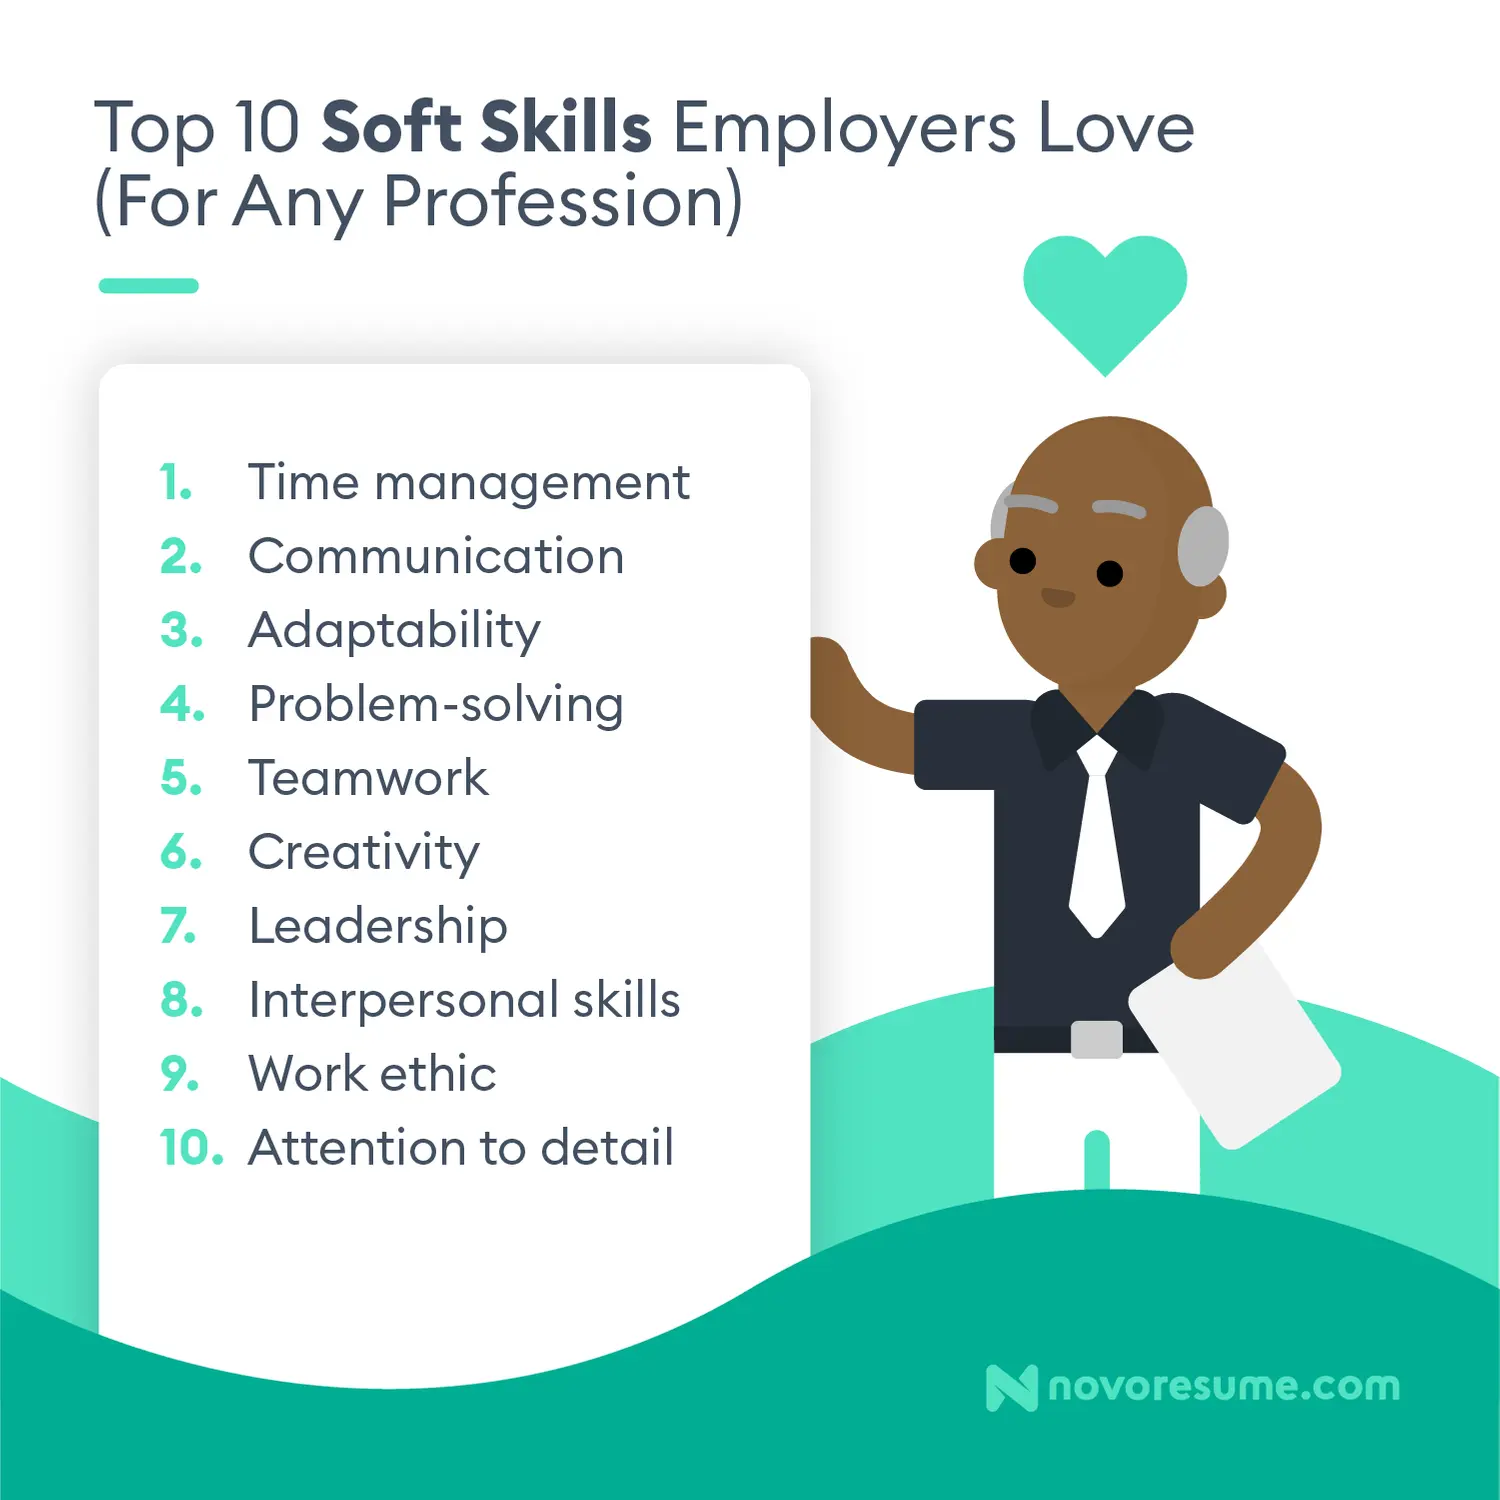 Top 10 Soft Skills Employers Love
(For Any Profession)
1. Time management
2. Communication
3. Adaptability
4. Problem-solving
5. Teamwork
6. Creativity
7. Leadership
8. Interpersonal skills
9. Work ethic
10. Attention to detail
novoresume.com